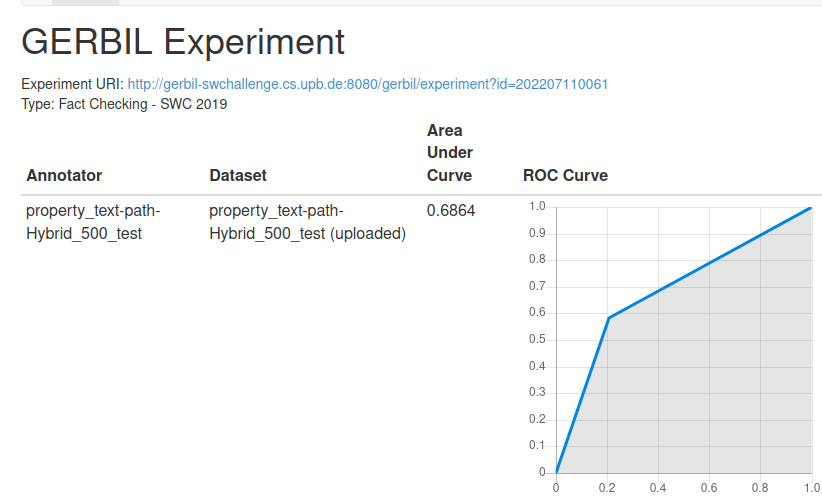 GERBIL Experiment
Experiment URI: http://gerbil-swchallenge.cs.upb.de:8080/gerbil/experiment?id=202207110061
Type: Fact Checking - SWC 2019
Annotator Dataset Area Under Curve ROC Curve
property_text-path-Hybrid_500_test property_text-path-Hybrid_500_test (uploaded) 0.6864
1.0
0.9
0.8
0.7
0.6
0.5
0.4
0.3
0.2
0.1
0
0 0.2 0.4 0.6 0.8 1.0